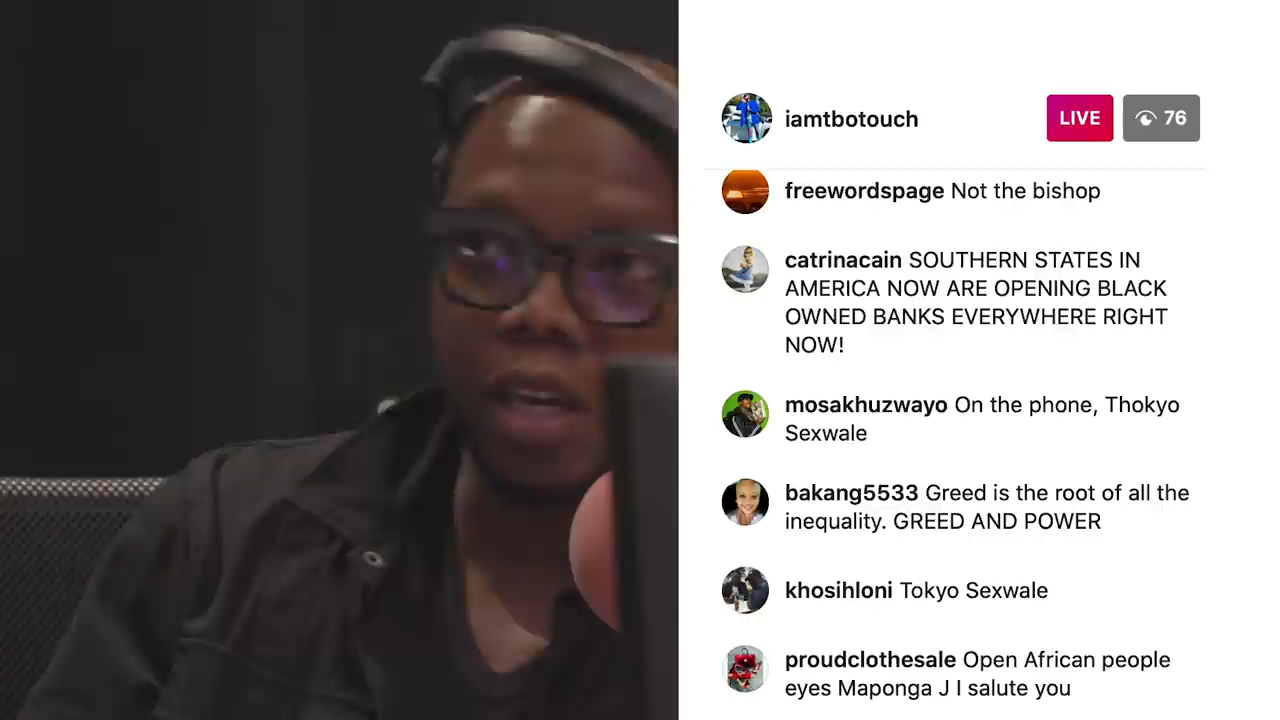 iamtbotouch
LIVE
76
freewordspage Not the bishop
catrinacain SOUTHERN STATES IN
AMERICA NOW ARE OPENING BLACK
OWNED BANKS EVERYWHERE RIGHT
NOW!
mosakhuzwayo On the phone, Thokyo
Sexwale
bakang5533 Greed is the root of all the
inequality. GREED AND POWER
khosihloni Tokyo Sexwale
proudclothesale Open African people
eyes Maponga J I salute you